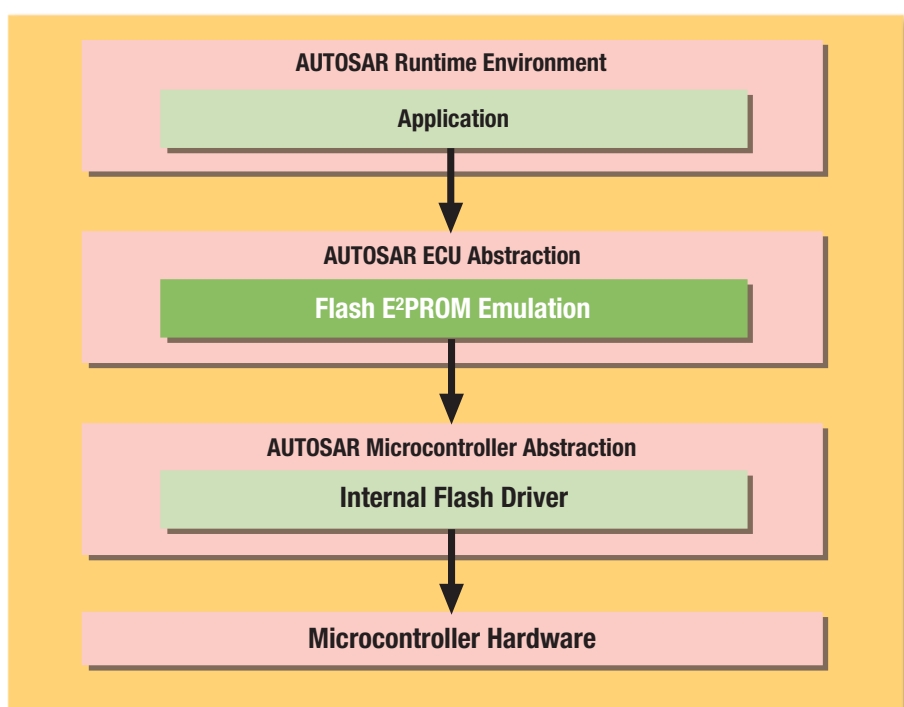 AUTOSAR Runtime Environment
Application
AUTOSAR ECU Abstraction
Flash E²PROM Emulation
AUTOSAR Microcontroller Abstraction
Internal Flash Driver
Microcontroller Hardware